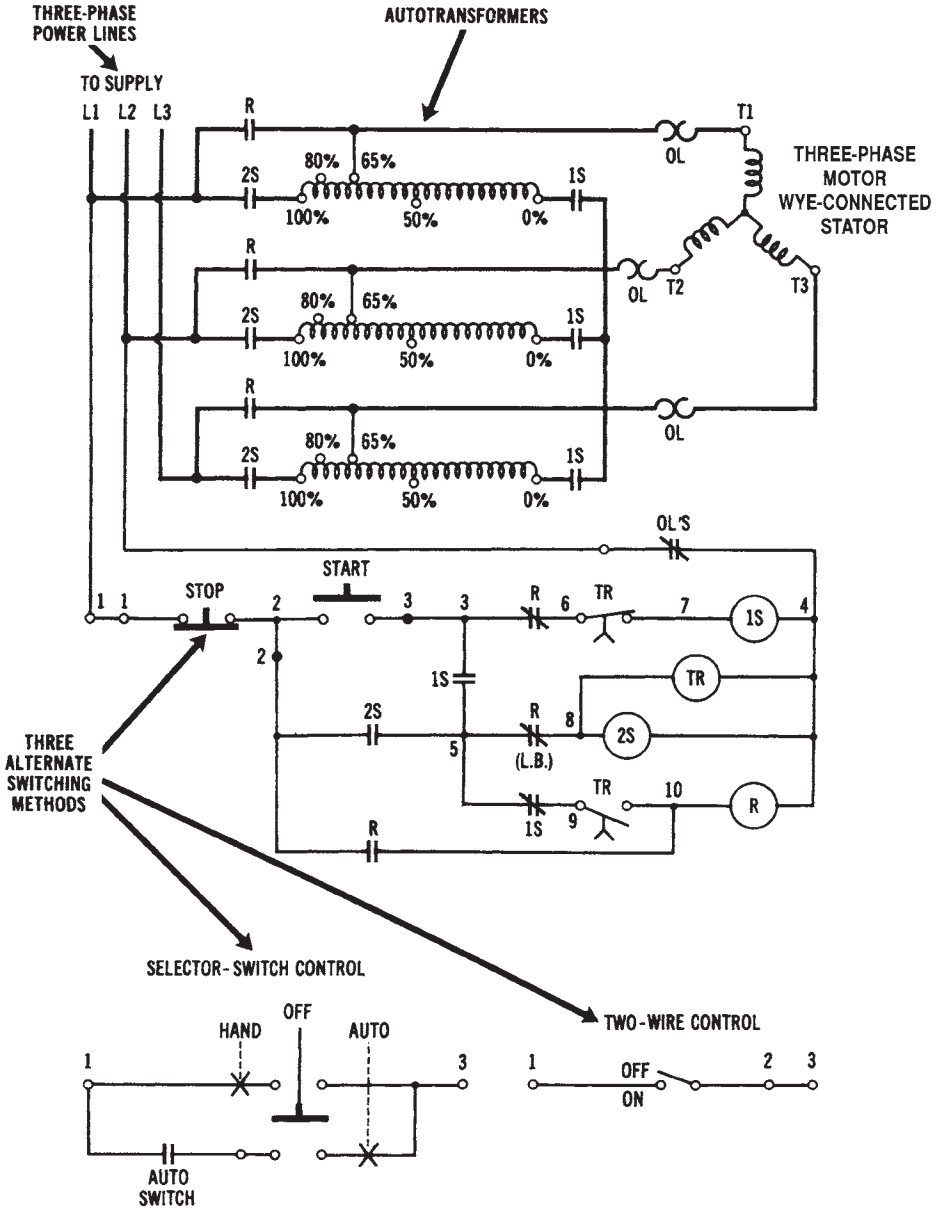 THREE-PHASE
POWER LINES
AUTOTRANSFORMERS
TO SUPPLY
L1 L2 L3
R
T1
OL
THREE-PHASE
MOTOR
WYE-CONNECTED
STATOR
80% 65%
2S
1S
100% 50% 0%
R
OL
T2
T3
80% 65%
2S
1S
100% 50% 0%
R
OL
80% 65%
2S
1S
100% 50% 0%
OL'S
START
STOP
1 1 2 3 3 R 6 TR 7 1S 4
2
1S
TR
2S
5
R
(L.B.)
8
2S
1S
9
TR
10
R
R
THREE
ALTERNATE
SWITCHING
METHODS
SELECTOR-SWITCH CONTROL
OFF
HAND
AUTO
1
3
AUTO
SWITCH
TWO-WIRE CONTROL
1
OFF
ON
2 3